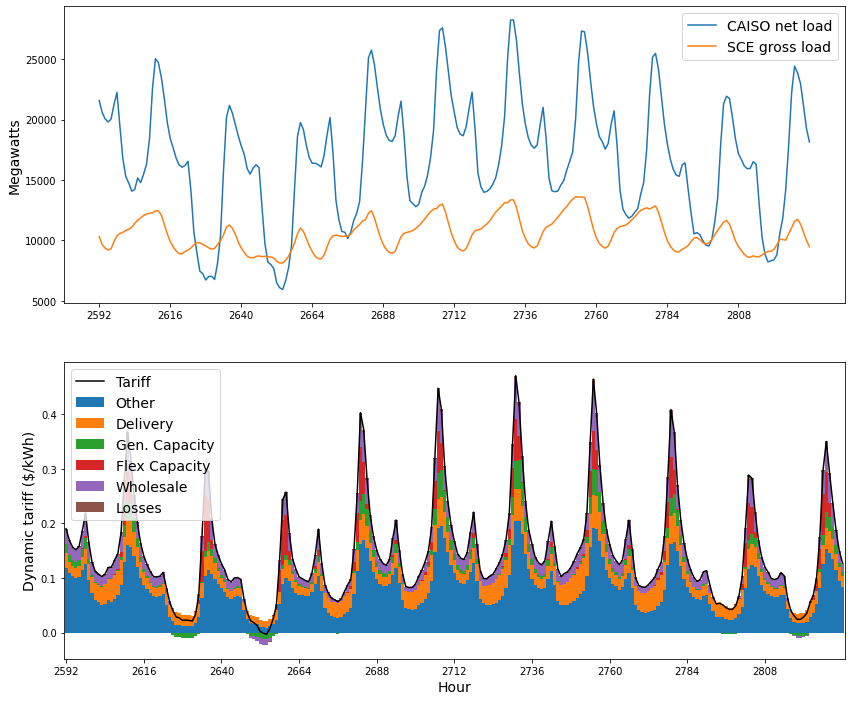 CAISO net load
SCE gross load
Megawatts
25000
20000
15000
10000
5000
2592 2616 2640 2664 2688 2712 2736 2760 2784 2808
Tariff
Other
Delivery
Gen. Capacity
Flex Capacity
Wholesale
Losses
Dynamic tariff ($/kWh)
0.4
0.3
0.2
0.1
0.0
2592 2616 2640 2664 2688 2712 2736 2760 2784 2808
Hour